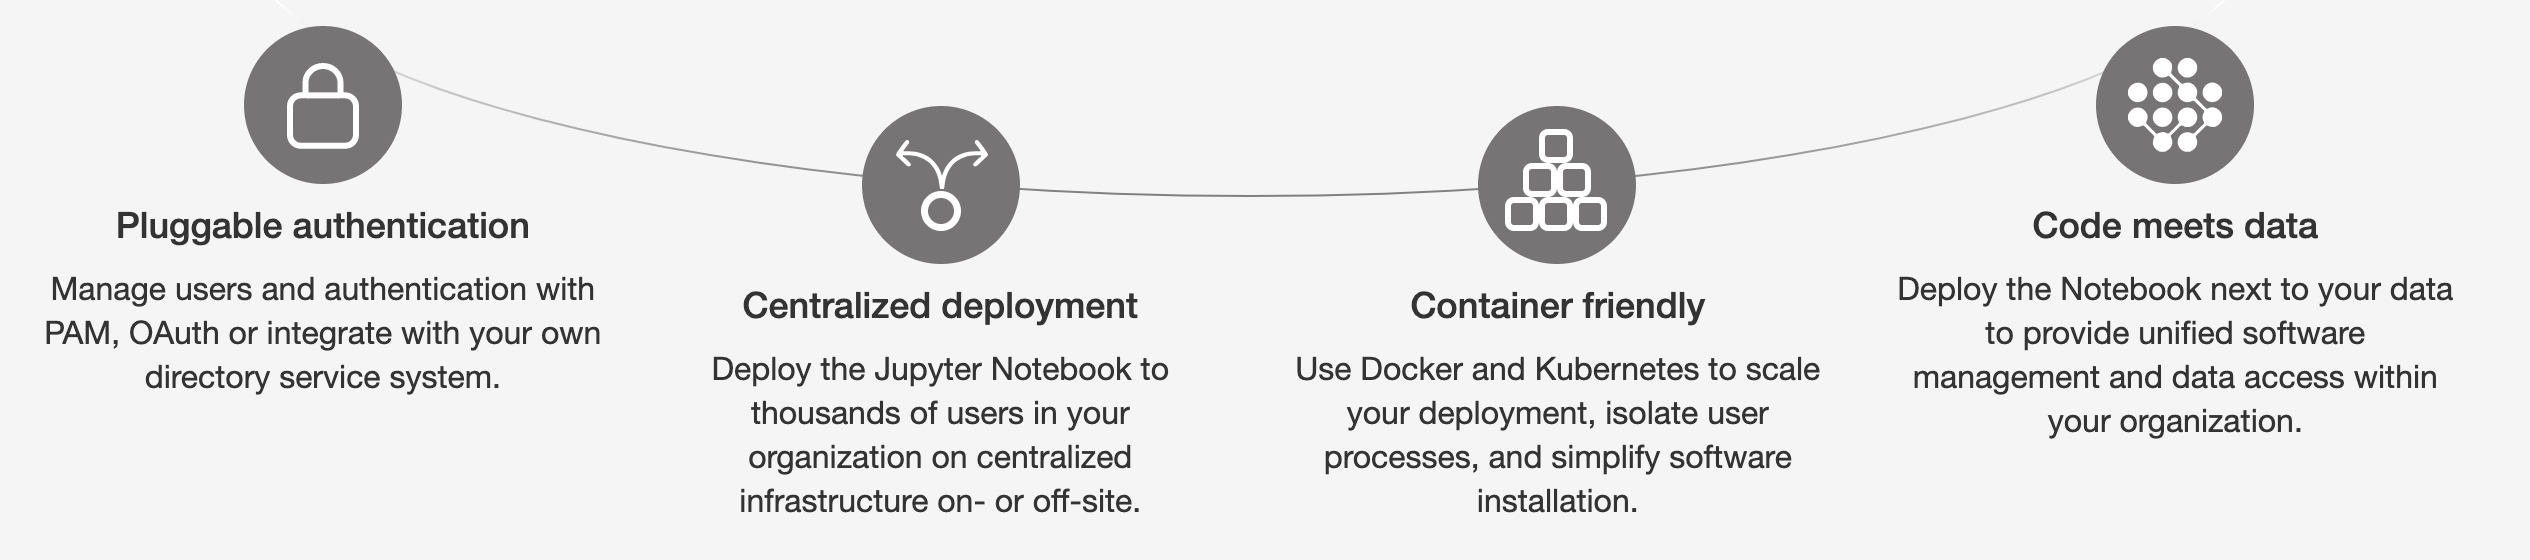 Pluggable authentication
Manage users and authentication with
PAM, OAuth or integrate with your own
directory service system.
Centralized deployment
Deploy the Jupyter Notebook to
thousands of users in your
organization on centralized
infrastructure on- or off-site.
Container friendly
Use Docker and Kubernetes to scale
your deployment, isolate user
processes, and simplify software
installation.
Code meets data
Deploy the Notebook next to your data
to provide unified software
management and data access within
your organization.